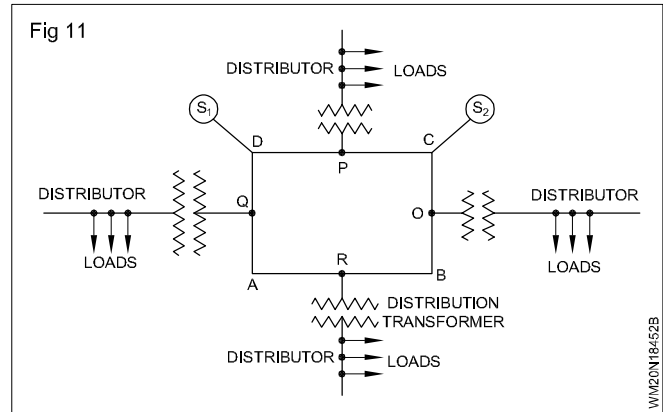 Fig 11
DISTRIBUTOR
LOADS
S1
S2
D
C
P
DISTRIBUTOR
DISTRIBUTOR
Q
O
LOADS
LOADS
R
A
B
DISTRIBUTION
TRANSFORMER
DISTRIBUTOR
LOADS
WM20N18452B